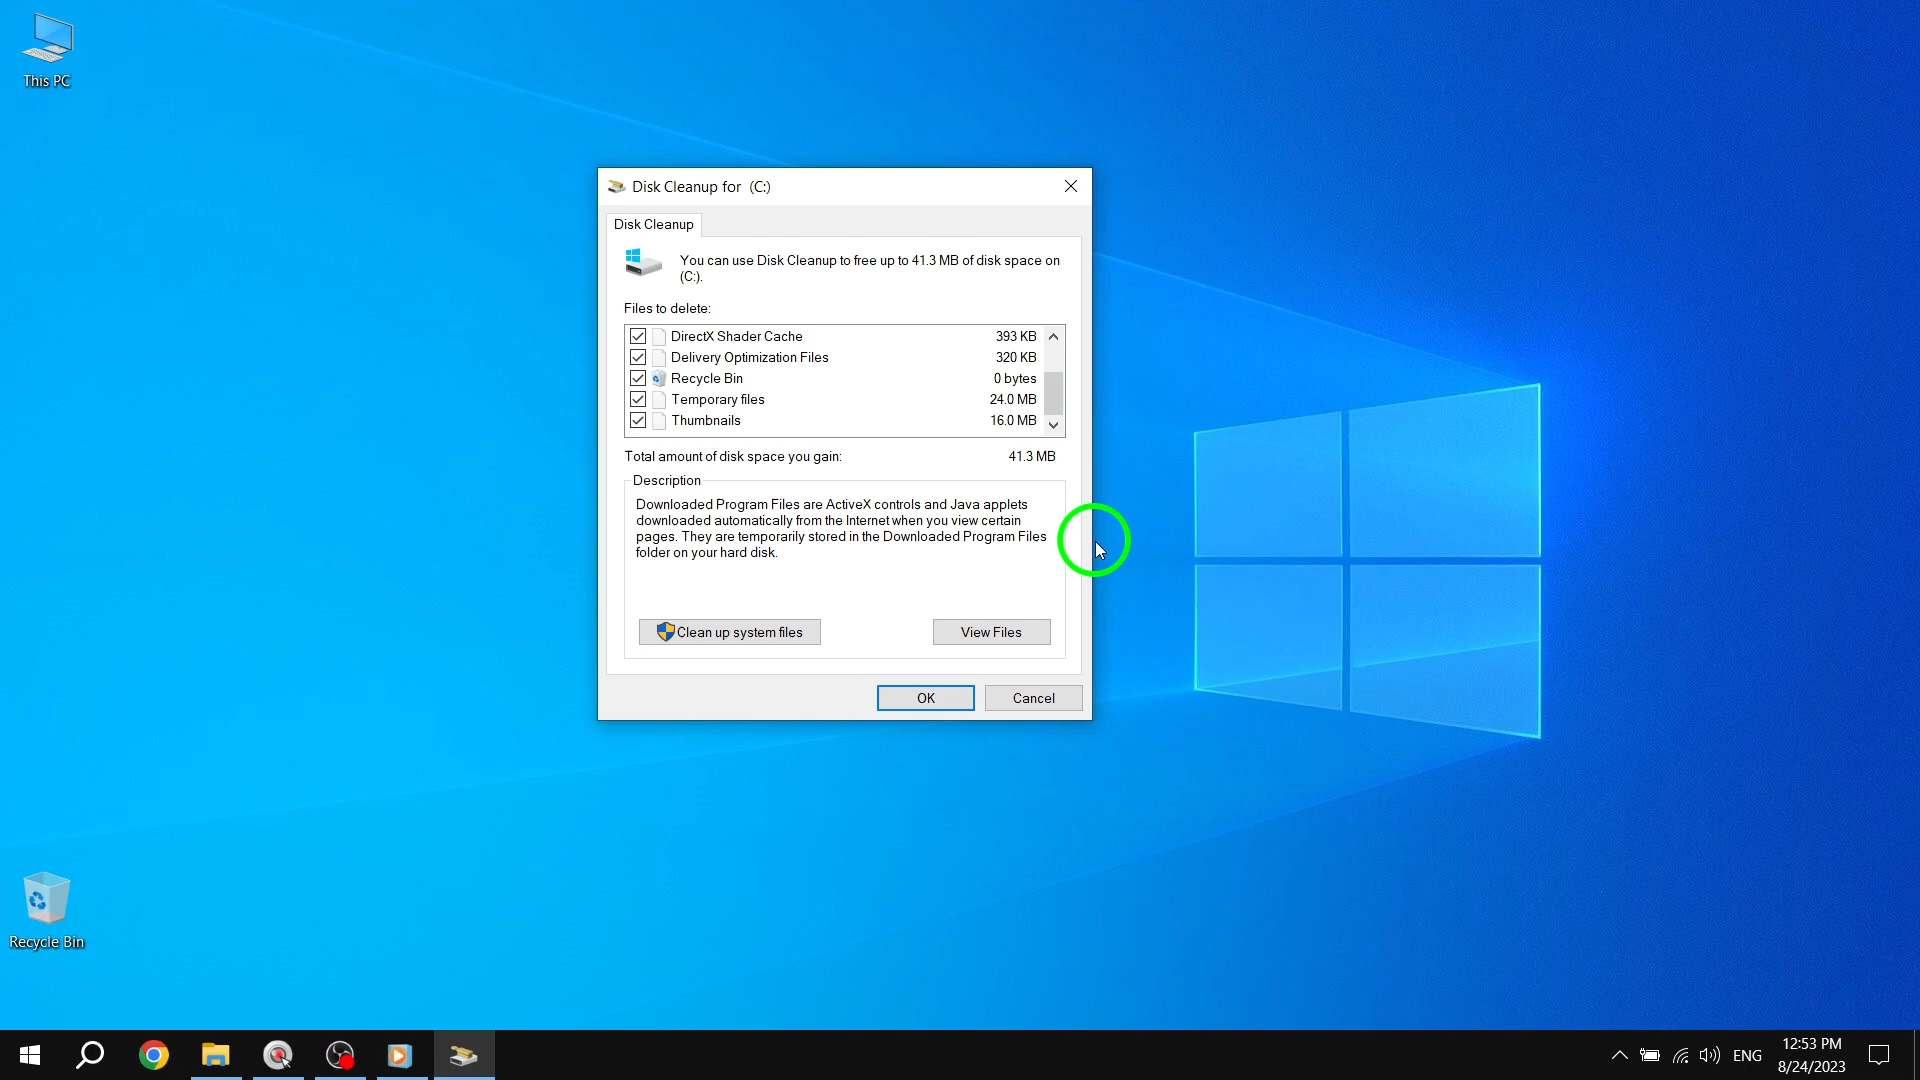 This PC
Disk Cleanup for  (C:)
Disk Cleanup
You can use Disk Cleanup to free up to 41.3 MB of disk space on
(C:).
Files to delete:
DirectX Shader Cache 393 KB
Delivery Optimization Files 320 KB
Recycle Bin 0 bytes
Temporary files 24.0 MB
Thumbnails 16.0 MB
Total amount of disk space you gain: 41.3 MB
Description
Downloaded Program Files are ActiveX controls and Java applets
downloaded automatically from the Internet when you view certain
pages. They are temporarily stored in the Downloaded Program Files
folder on your hard disk.
Clean up system files View Files
OK Cancel
Recycle Bin
ENG
12:53 PM
8/24/2023